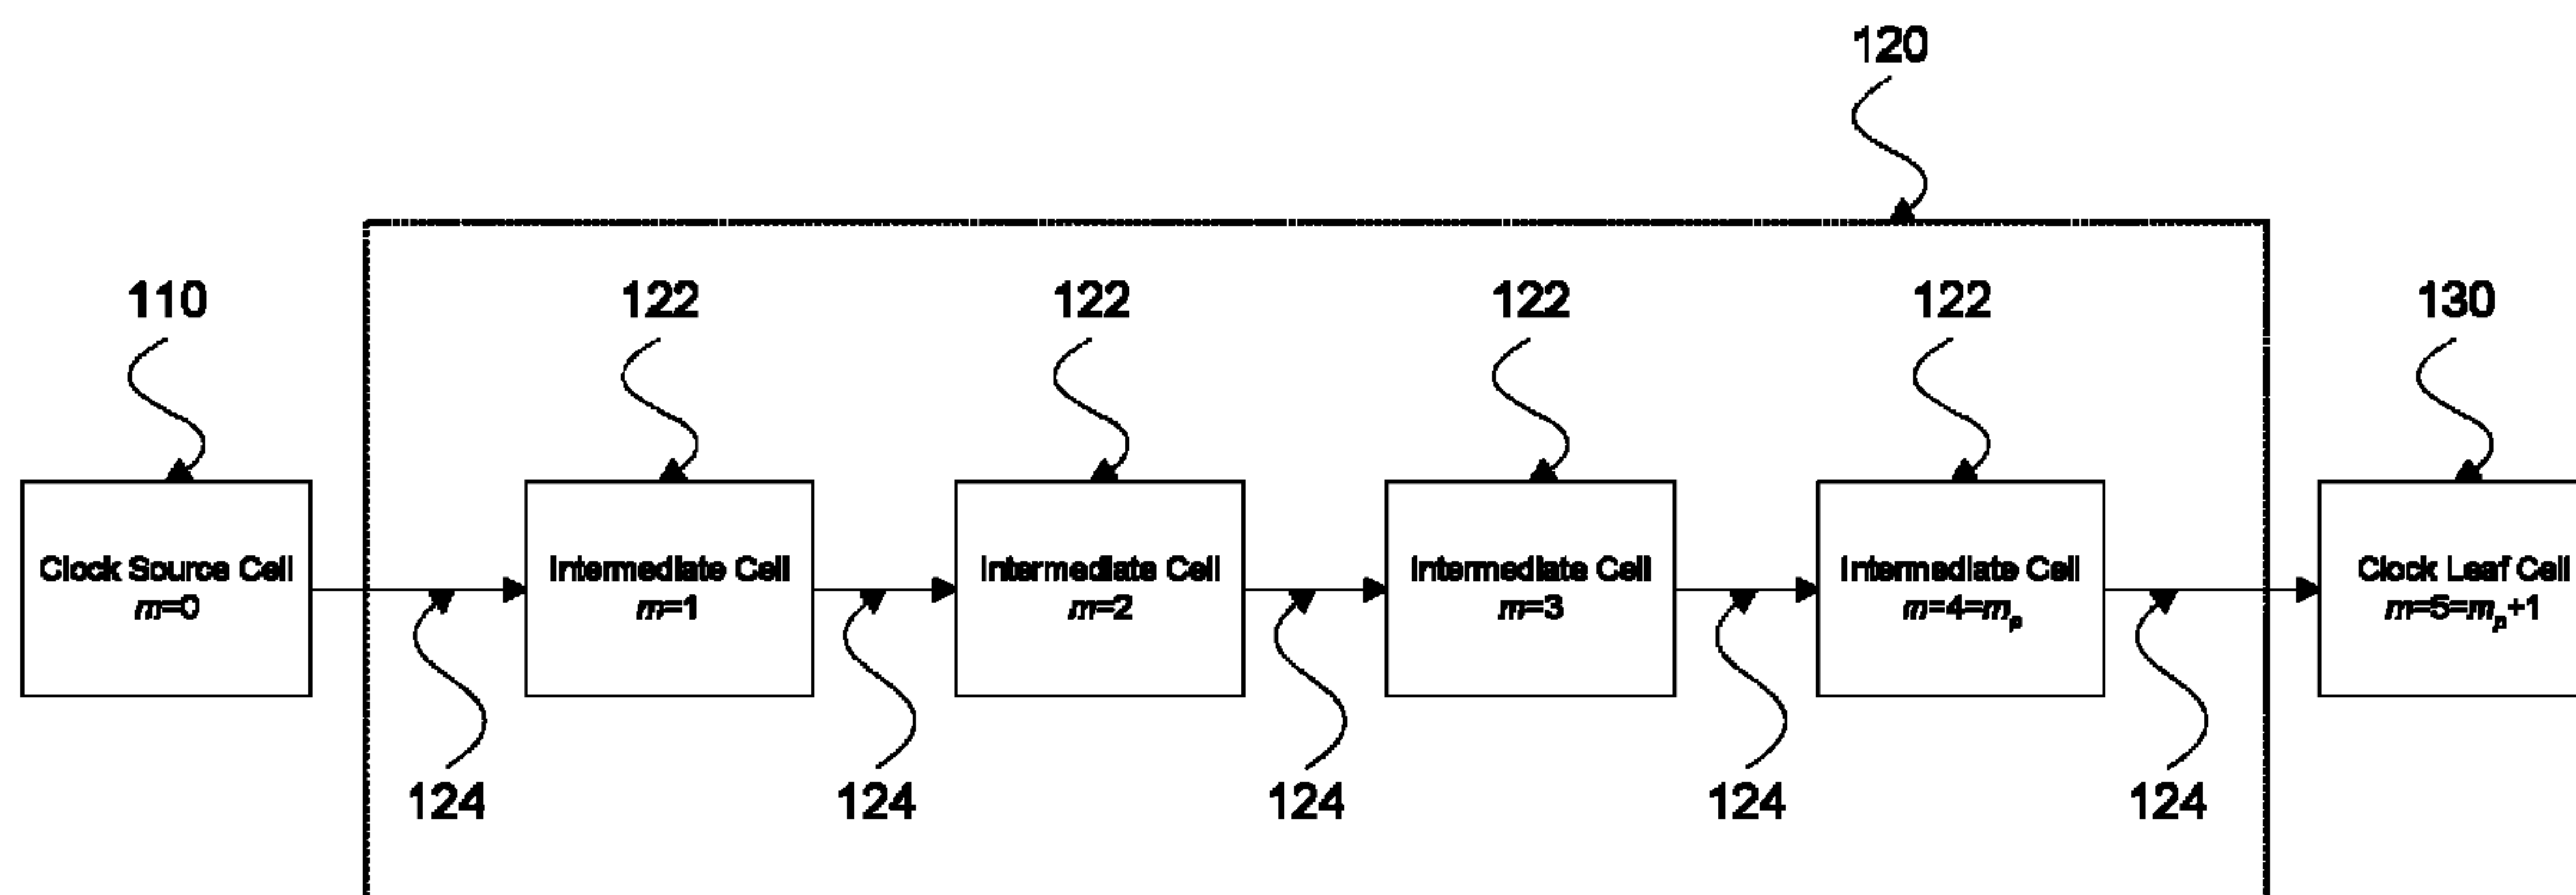 120
110 122 122 122 122 130
Clock Source Cell
m=0
Intermediate Cell
m=1
Intermediate Cell
m=2
Intermediate Cell
m=3
Intermediate Cell
m=4=mₚ
Clock Leaf Cell
m=5=mₚ+1
124 124 124 124 124